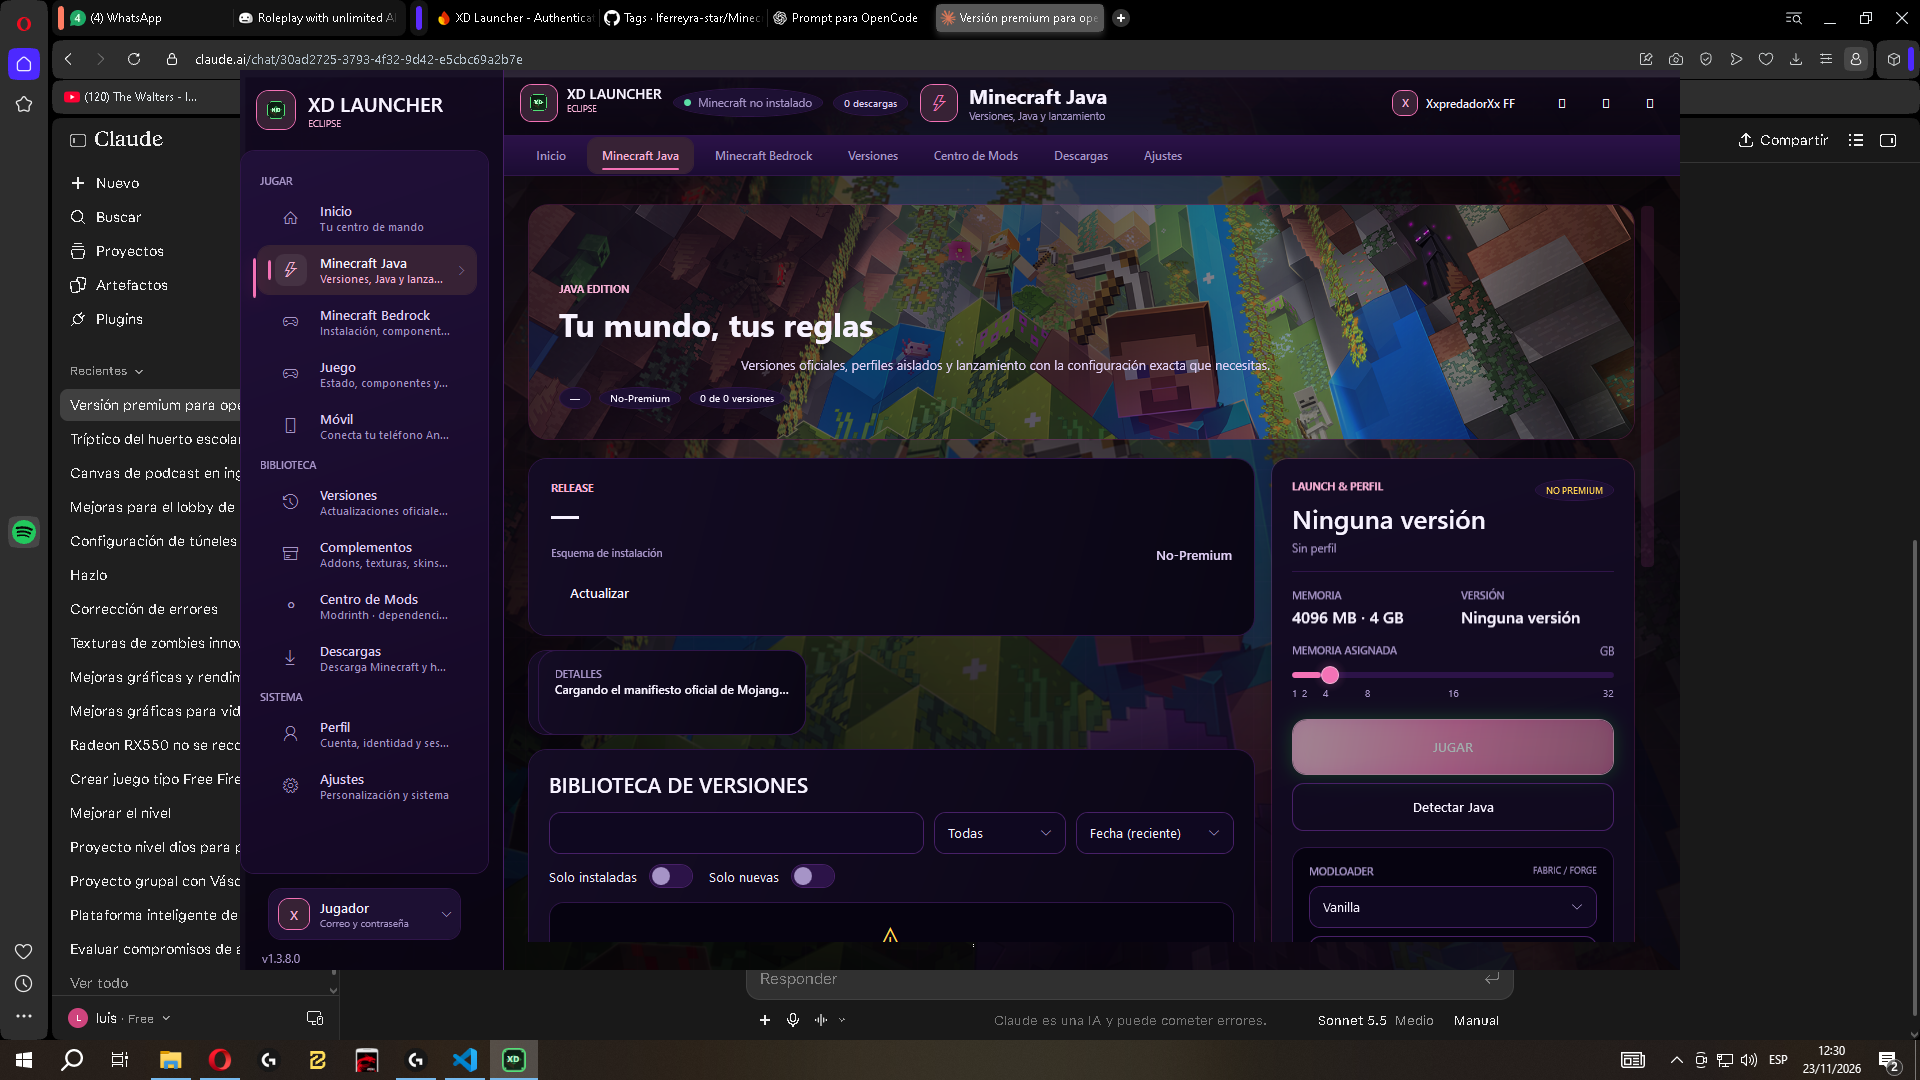 (4) WhatsApp
Roleplay with unlimited AI
XD Launcher - Authenticat
Tags · lferreyra-star/Minec
Prompt para OpenCode
Versión premium para ope
claude.ai/chat/30ad2725-3793-4f32-9d42-e5cbc69a2b7e
(120) The Walters - I...
Claude
Nuevo
Buscar
Proyectos
Artefactos
Plugins
Recientes
Versión premium para ope
Tríptico del huerto escolar
Canvas de podcast en ing
Mejoras para el lobby de
Configuración de túneles
Hazlo
Corrección de errores
Texturas de zombies innov
Mejoras gráficas y rendim
Mejoras gráficas para vid
Radeon RX550 no se reco
Crear juego tipo Free Fire
Mejorar el nivel
Proyecto nivel dios para p
Proyecto grupal con Vás
Plataforma inteligente de
Evaluar compromisos de a
Ver todo
L luis · Free
XD LAUNCHER
ECLIPSE
JUGAR
Inicio
Tu centro de mando
Minecraft Java
Versiones, Java y lanza...
Minecraft Bedrock
Instalación, component...
Juego
Estado, componentes y...
Móvil
Conecta tu teléfono An...
BIBLIOTECA
Versiones
Actualizaciones oficiale...
Complementos
Addons, texturas, skins...
Centro de Mods
Modrinth · dependenci...
Descargas
Descarga Minecraft y h...
SISTEMA
Perfil
Cuenta, identidad y ses...
Ajustes
Personalización y sistema
X Jugador
Correo y contraseña
v1.3.8.0
XD LAUNCHER
ECLIPSE
Minecraft no instalado
0 descargas
Minecraft Java
Versiones, Java y lanzamiento
X XxpredadorXx FF
Inicio Minecraft Java Minecraft Bedrock Versiones Centro de Mods Descargas Ajustes
JAVA EDITION
Tu mundo, tus reglas
Versiones oficiales, perfiles aislados y lanzamiento con la configuración exacta que necesitas.
— No-Premium 0 de 0 versiones
RELEASE
—
Esquema de instalación No-Premium
Actualizar
DETALLES
Cargando el manifiesto oficial de Mojang...
BIBLIOTECA DE VERSIONES
Todas Fecha (reciente)
Solo instaladas Solo nuevas
LAUNCH & PERFIL NO PREMIUM
Ninguna versión
Sin perfil
MEMORIA VERSIÓN
4096 MB · 4 GB Ninguna versión
MEMORIA ASIGNADA GB
1 2 4 8 16 32
JUGAR
Detectar Java
MODLOADER FABRIC / FORGE
Vanilla
Compartir
Responder
Claude es una IA y puede cometer errores.
Sonnet 5.5 Medio Manual
XD
ESP
12:30
23/11/2026
2